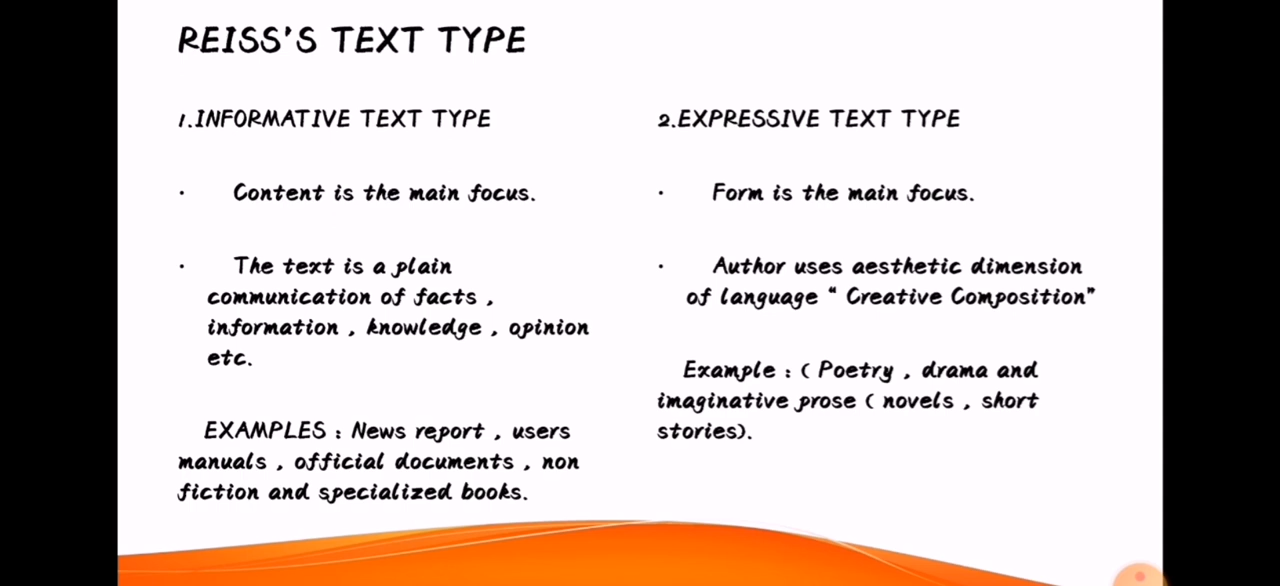 REISS'S TEXT TYPE
1.INFORMATIVE TEXT TYPE
• Content is the main focus.
• The text is a plain
communication of facts ,
information , knowledge , opinion
etc.
EXAMPLES : News report , users
manuals , official documents , non
fiction and specialized books.
2.EXPRESSIVE TEXT TYPE
• Form is the main focus.
• Author uses aesthetic dimension
of language “ Creative Composition”
Example : ( Poetry , drama and
imaginative prose ( novels , short
stories).